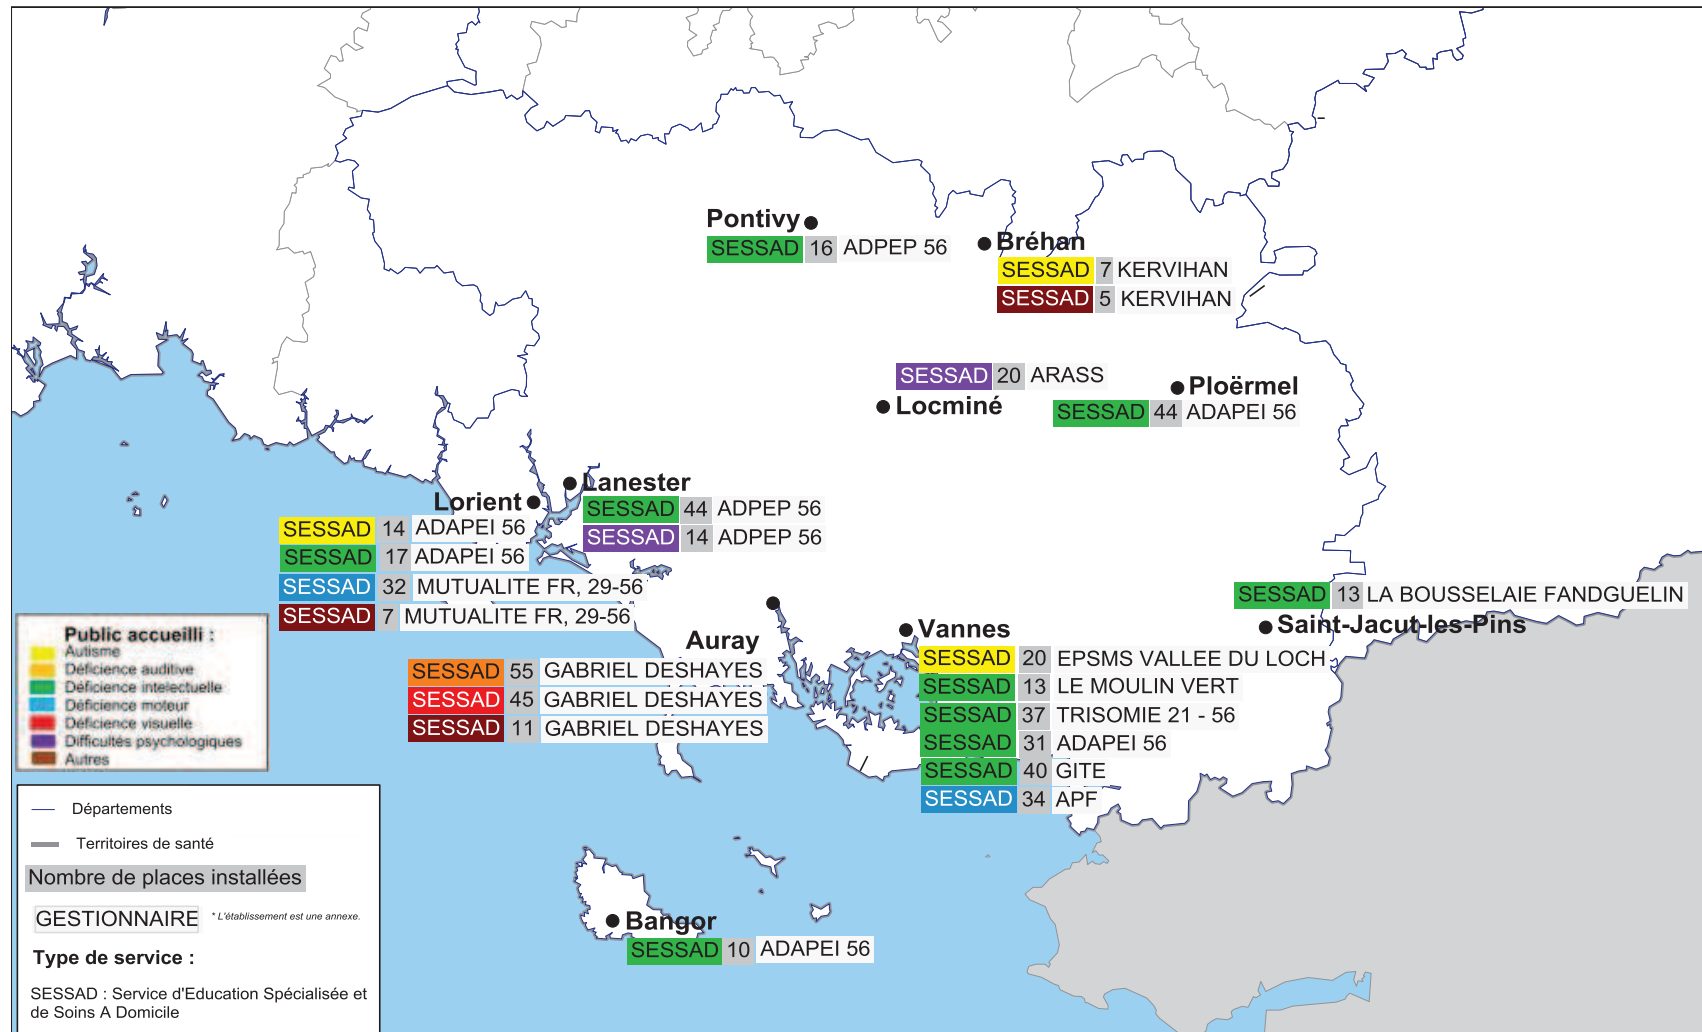 Pontivy
SESSAD 16 ADPEP 56
Bréhan
SESSAD 7 KERVIHAN
SESSAD 5 KERVIHAN
SESSAD 20 ARASS
Locminé
Ploërmel
SESSAD 44 ADAPEI 56
Lanester
SESSAD 44 ADPEP 56
SESSAD 14 ADPEP 56
Lorient
SESSAD 14 ADAPEI 56
SESSAD 17 ADAPEI 56
SESSAD 32 MUTUALITE FR, 29-56
SESSAD 7 MUTUALITE FR, 29-56
SESSAD 13 LA BOUSSELAIE FANDGUELIN
Saint-Jacut-les-Pins
Auray
SESSAD 55 GABRIEL DESHAYES
SESSAD 45 GABRIEL DESHAYES
SESSAD 11 GABRIEL DESHAYES
Vannes
SESSAD 20 EPSMS VALLEE DU LOCH
SESSAD 13 LE MOULIN VERT
SESSAD 37 TRISOMIE 21 - 56
SESSAD 31 ADAPEI 56
SESSAD 40 GITE
SESSAD 34 APF
Bangor
SESSAD 10 ADAPEI 56
Public accueilli :
Autisme
Déficience auditive
Déficience intelectuelle
Déficience moteur
Déficience visuelle
Difficultés psychologiques
Autres
Départements
Territoires de santé
Nombre de places installées
GESTIONNAIRE * L'établissement est une annexe.
Type de service :
SESSAD : Service d'Education Spécialisée et
de Soins A Domicile